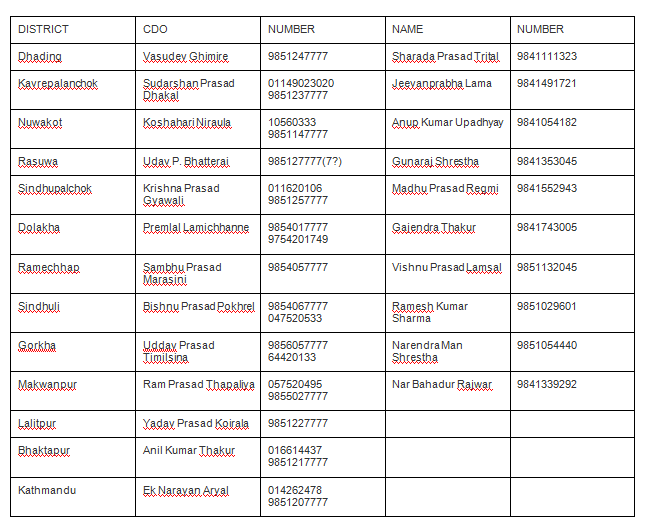 DISTRICT CDO NUMBER NAME NUMBER
Dhading Vasudev Ghimire 9851247777 Sharada Prasad Trital 9841111323
Kavrepalanchok Sudarshan Prasad 01149023020 Jeevanprabha Lama 9841491721
Dhakal 9851237777
Nuwakot Koshahari Niraula 10560333 Anup Kumar Upadhyay 9841054182
9851147777
Rasuwa Uday P. Bhatterai 985127777(7?) Gunaraj Shrestha 9841353045
Sindhupalchok Krishna Prasad 011620106 Madhu Prasad Regmi 9841552943
Gyawali 9851257777
Dolakha Premlal Lamichhanne 9854017777 Gajendra Thakur 9841743005
9754201749
Ramechhap Sambhu Prasad 9854057777 Vishnu Prasad Lamsal 9851132045
Marasini
Sindhuli Bishnu Prasad Pokhrel 9854067777 Ramesh Kumar 9851029601
047520533 Sharma
Gorkha Udday Prasad 9856057777 Narendra Man 9851054440
Timilsina 64420133 Shrestha
Makwanpur Ram Prasad Thapaliya 057520495 Nar Bahadur Rajwar 9841339292
9855027777
Lalitpur Yaday Prasad Koirala 9851227777
Bhaktapur Anil Kumar Thakur 016614437
9851217777
Kathmandu Ek Narayan Aryal 014262478
9851207777